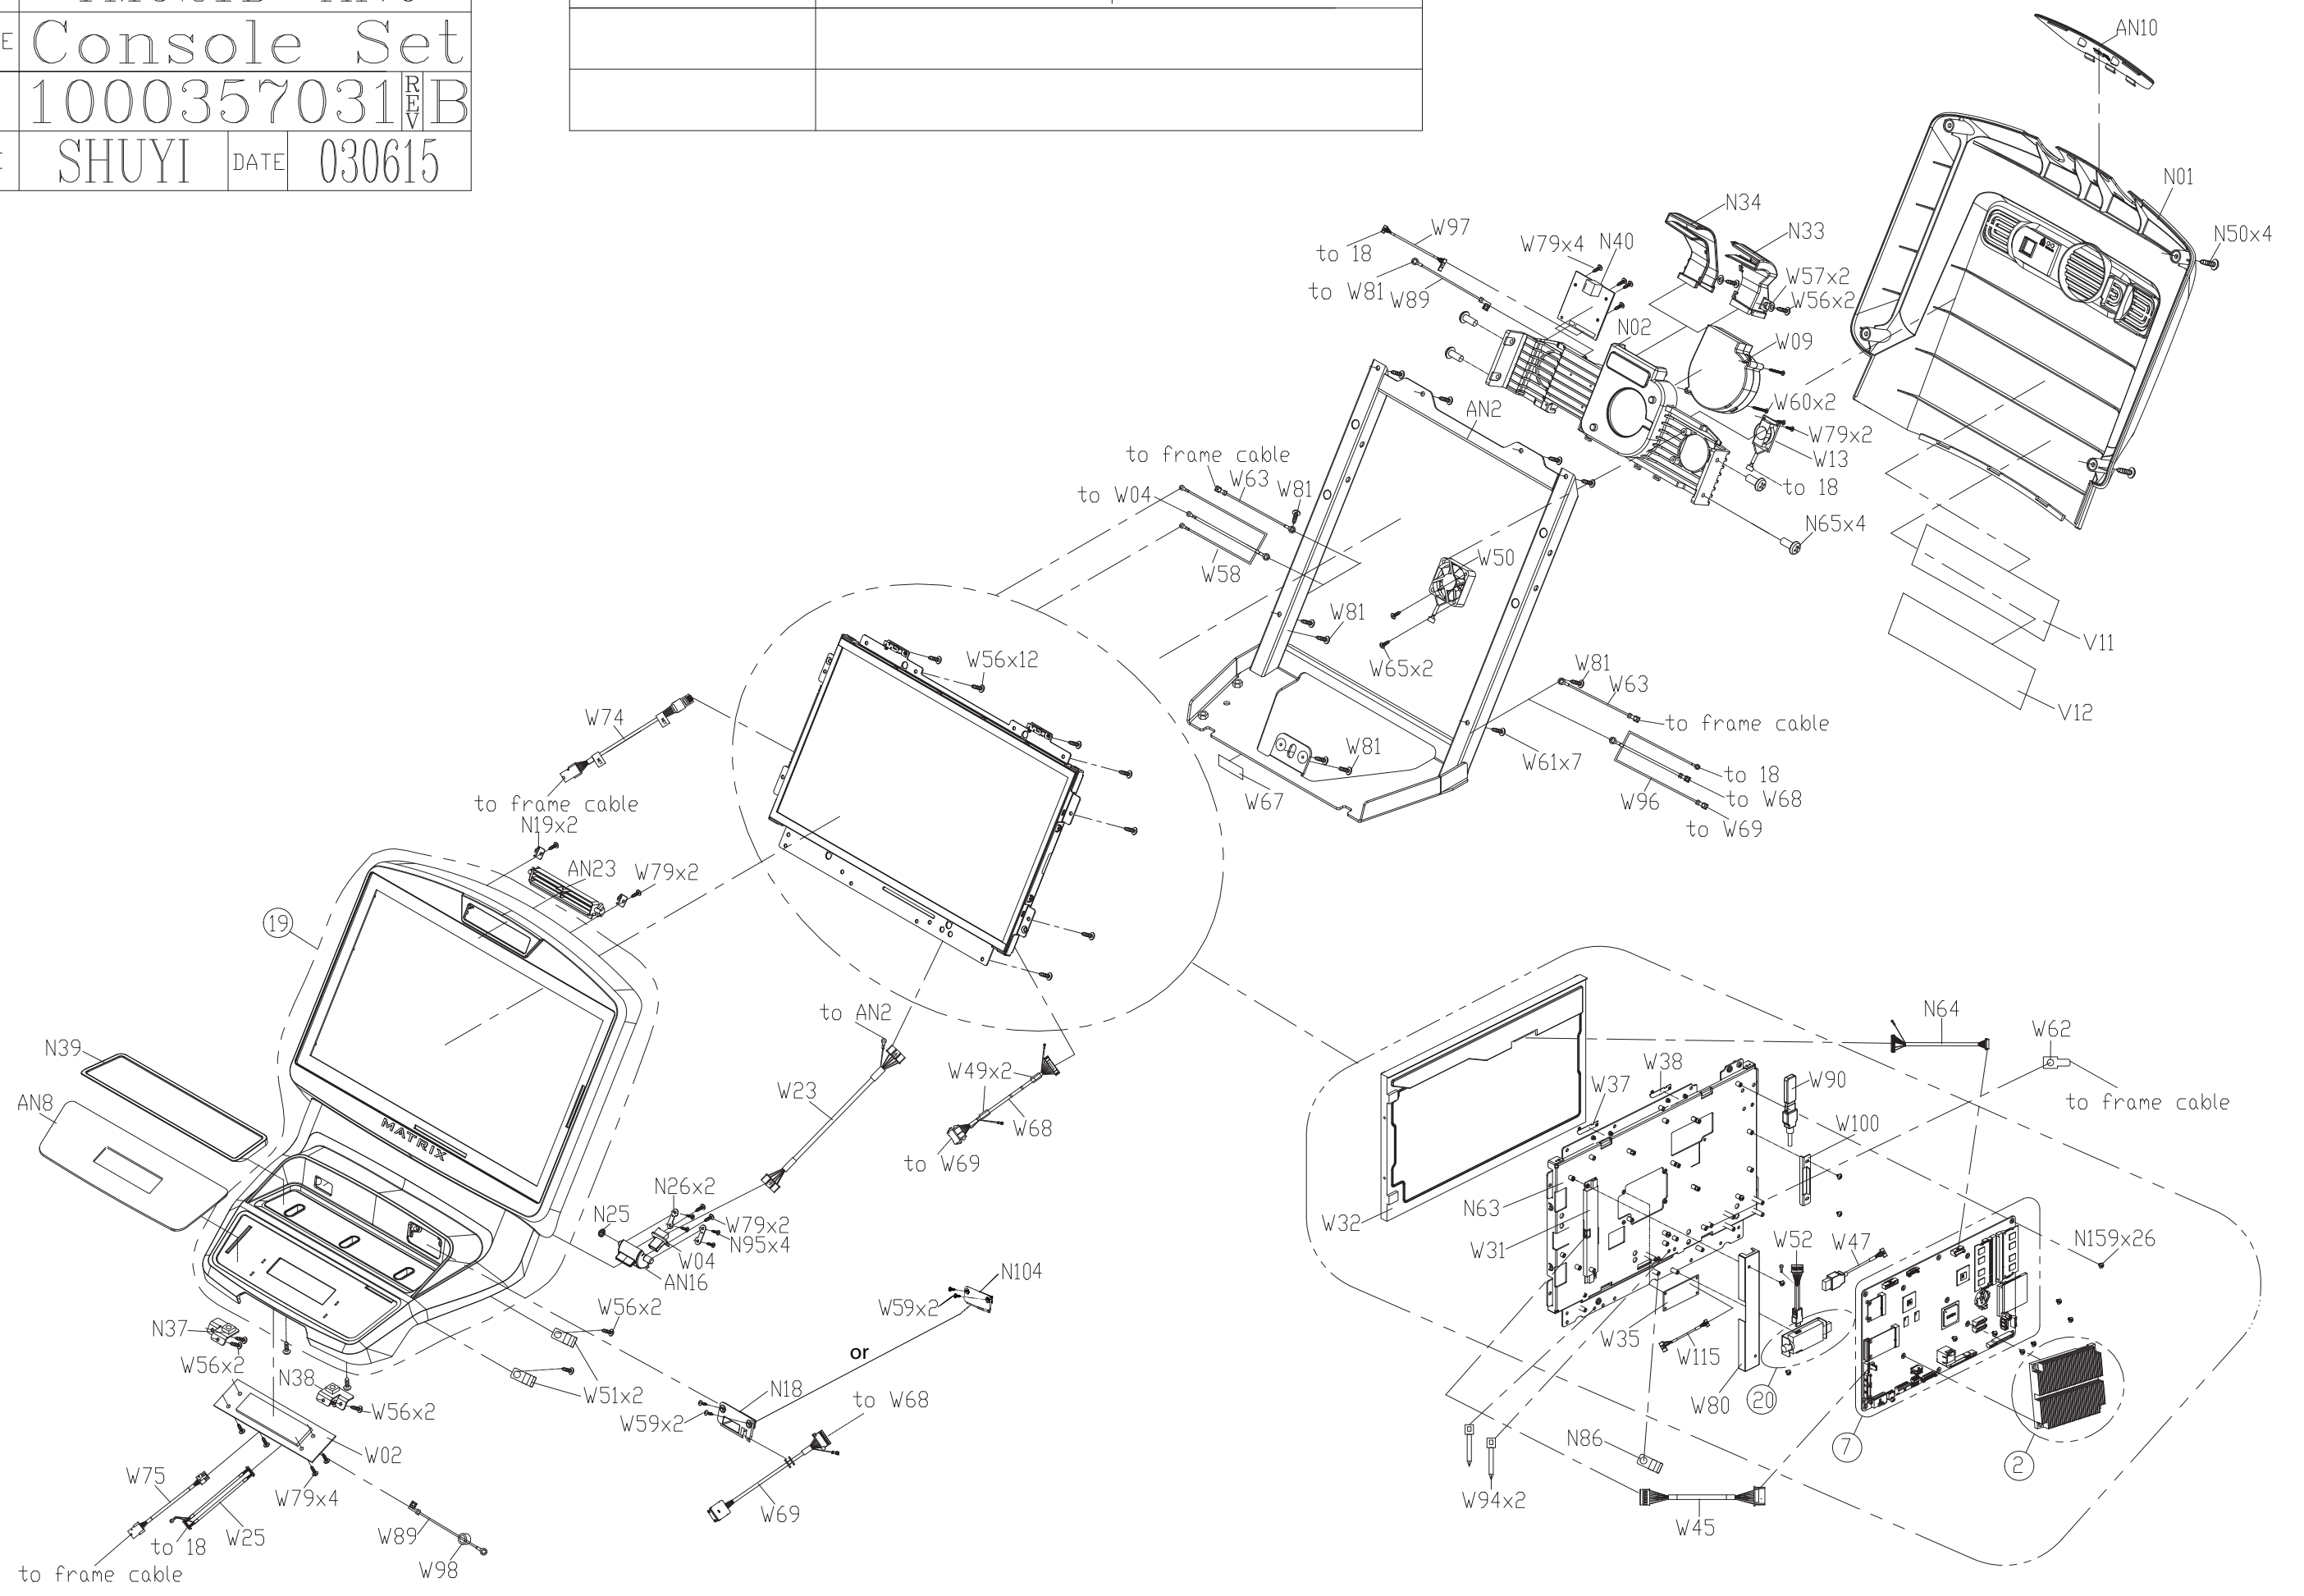 Console Set
1000357031 REV B
SHUYI DATE 030615
AN10
N01
N50x4
N34
N33
W97
to 18
W79x4
N40
W57x2
W56x2
to W81
W89
N02
W09
W60x2
AN2
W79x2
W13
to 18
N65x4
to frame cable
W63
W81
to W04
W58
W50
V11
V12
W81
W65x2
W81
W63
to frame cable
W81
W61x7
W67
to 18
to W68
W96
to W69
W56x12
W74
to frame cable
N19x2
AN23
W79x2
19
N39
AN8
MATRIX
to AN2
W23
W49x2
W68
to W69
N26x2
N25
W79x2
N95x4
W04
AN16
N104
W59x2
W56x2
or
N37
W56x2
N38
W56x2
W51x2
N18
W59x2
to W68
W02
W75
W79x4
W25
to 18
W89
W98
to frame cable
W69
N64
W62
to frame cable
W38
W37
W90
W100
W32
N63
W31
W52
W47
N159x26
W35
W115
W80
20
7
2
N86
W94x2
W45